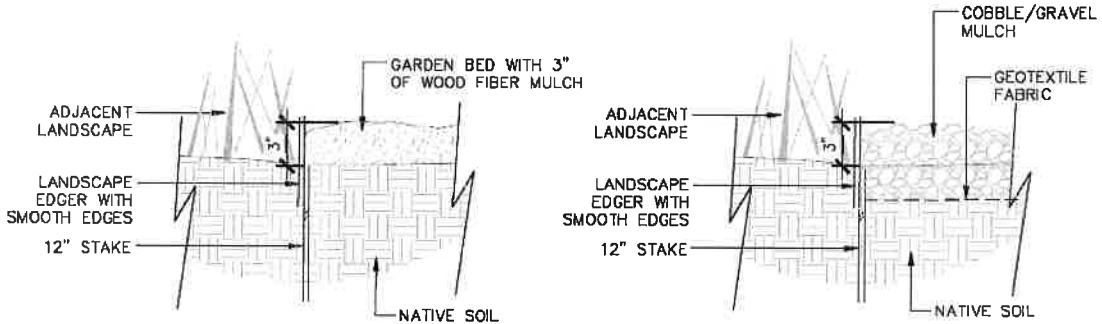 GARDEN BED WITH 3"
OF WOOD FIBER MULCH
ADJACENT
LANDSCAPE
3"
LANDSCAPE
EDGER WITH
SMOOTH EDGES
12" STAKE
NATIVE SOIL
COBBLE/GRAVEL
MULCH
GEOTEXTILE
FABRIC
ADJACENT
LANDSCAPE
3"
LANDSCAPE
EDGER WITH
SMOOTH EDGES
12" STAKE
NATIVE SOIL